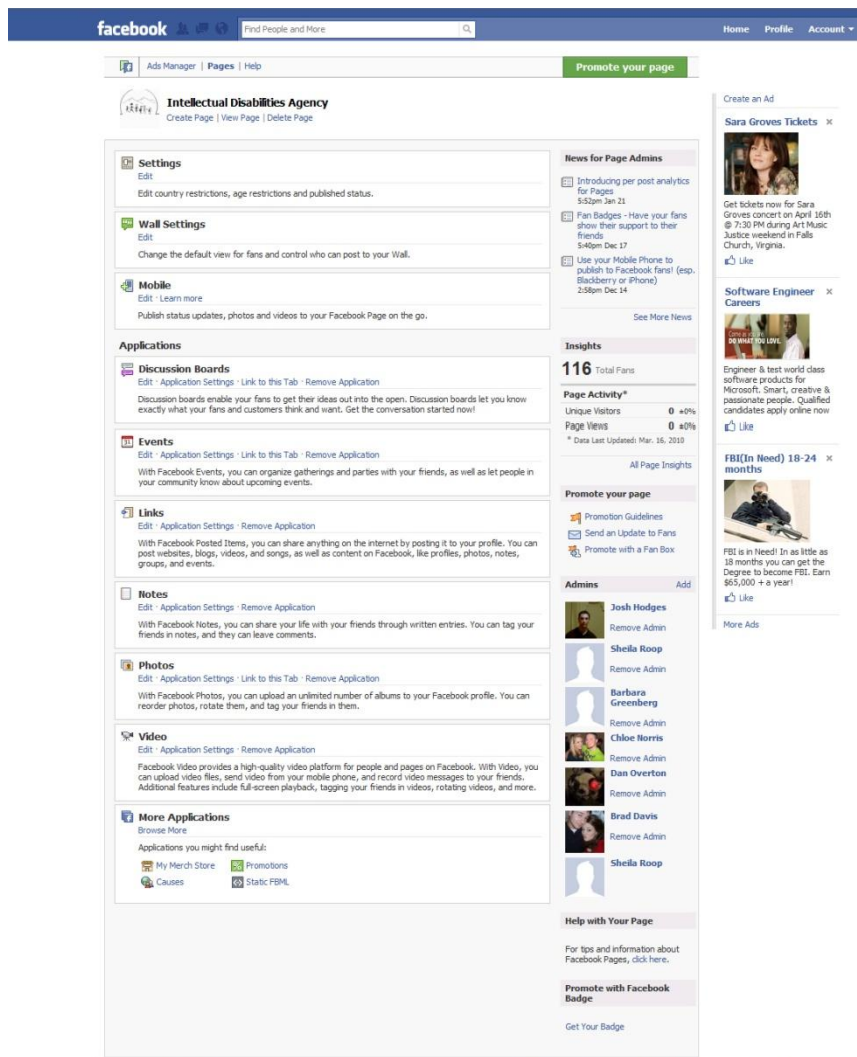 facebook
Find People and More
Home Profile Account
Ads Manager | Pages | Help
Promote your page
Intellectual Disabilities Agency
Create Page | View Page | Delete Page
Settings
Edit
Edit country restrictions, age restrictions and published status.
Wall Settings
Edit
Change the default view for fans and control who can post to your Wall.
Mobile
Edit · Learn more
Publish status updates, photos and videos to your Facebook Page on the go.
Applications
Discussion Boards
Edit · Application Settings · Link to this Tab · Remove Application
Discussion boards enable your fans to get their ideas out into the open. Discussion boards let you know
exactly what your fans and customers think and want. Get the conversation started now!
31
Events
Edit · Application Settings · Link to this Tab · Remove Application
With Facebook Events, you can organize gatherings and parties with your friends, as well as let people in
your community know about upcoming events.
Links
Edit · Application Settings · Remove Application
With Facebook Posted Items, you can share anything on the internet by posting it to your profile. You can
post websites, blogs, videos, and songs, as well as content on Facebook, like profiles, photos, notes,
groups, and events.
Notes
Edit · Application Settings · Remove Application
With Facebook Notes, you can share your life with your friends through written entries. You can tag your
friends in notes, and they can leave comments.
Photos
Edit · Application Settings · Link to this Tab · Remove Application
With Facebook Photos, you can upload an unlimited number of albums to your Facebook profile. You can
reorder photos, rotate them, and tag your friends in them.
Video
Edit · Application Settings · Remove Application
Facebook Video provides a high-quality video platform for people and pages on Facebook. With Video, you
can upload video files, send video from your mobile phone, and record video messages to your friends.
Additional features include full-screen playback, tagging your friends in videos, rotating videos, and more.
More Applications
Browse More
Applications you might find useful:
My Merch Store Promotions
Causes Static FBML
News for Page Admins
Introducing per post analytics
for Pages
5:52pm Jan 21
Fan Badges - Have your fans
show their support to their
friends
5:40pm Dec 17
Use your Mobile Phone to
publish to Facebook fans! (esp.
Blackberry or iPhone)
2:58pm Dec 14
See More News
Insights
116 Total Fans
Page Activity*
Unique Visitors 0 ±0%
Page Views 0 ±0%
* Data Last Updated: Mar. 16, 2010
All Page Insights
Promote your page
Promotion Guidelines
Send an Update to Fans
Promote with a Fan Box
Admins Add
Josh Hodges
Remove Admin
Sheila Roop
Remove Admin
Barbara
Greenberg
Remove Admin
Chloe Norris
Remove Admin
Dan Overton
Remove Admin
Brad Davis
Remove Admin
Sheila Roop
Help with Your Page
For tips and information about
Facebook Pages, click here.
Promote with Facebook
Badge
Get Your Badge
Create an Ad
Sara Groves Tickets
Get tickets now for Sara
Groves concert on April 16th
@ 7:30 PM during Art Music
Justice weekend in Falls
Church, Virginia.
Like
Software Engineer
Careers
Come as you are
DO WHAT YOU LOVE.
Engineer & test world class
software products for
Microsoft. Smart, creative &
passionate people. Qualified
candidates apply online now
Like
FBI(In Need) 18-24
months
FBI is in Need! In as little as
18 months you can get the
Degree to become FBI. Earn
$65,000 + a year!
Like
More Ads